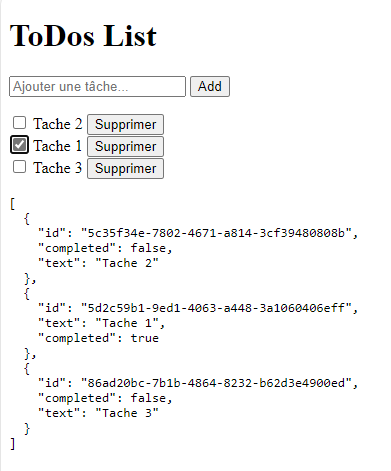 ToDos List
Ajouter une tâche... Add
Tache 2 Supprimer
Tache 1 Supprimer
Tache 3 Supprimer
[
  {
    "id": "5c35f34e-7802-4671-a814-3cf39480808b",
    "completed": false,
    "text": "Tache 2"
  },
  {
    "id": "5d2c59b1-9ed1-4063-a448-3a1060406eff",
    "text": "Tache 1",
    "completed": true
  },
  {
    "id": "86ad20bc-7b1b-4864-8232-b62d3e4900ed",
    "completed": false,
    "text": "Tache 3"
  }
]